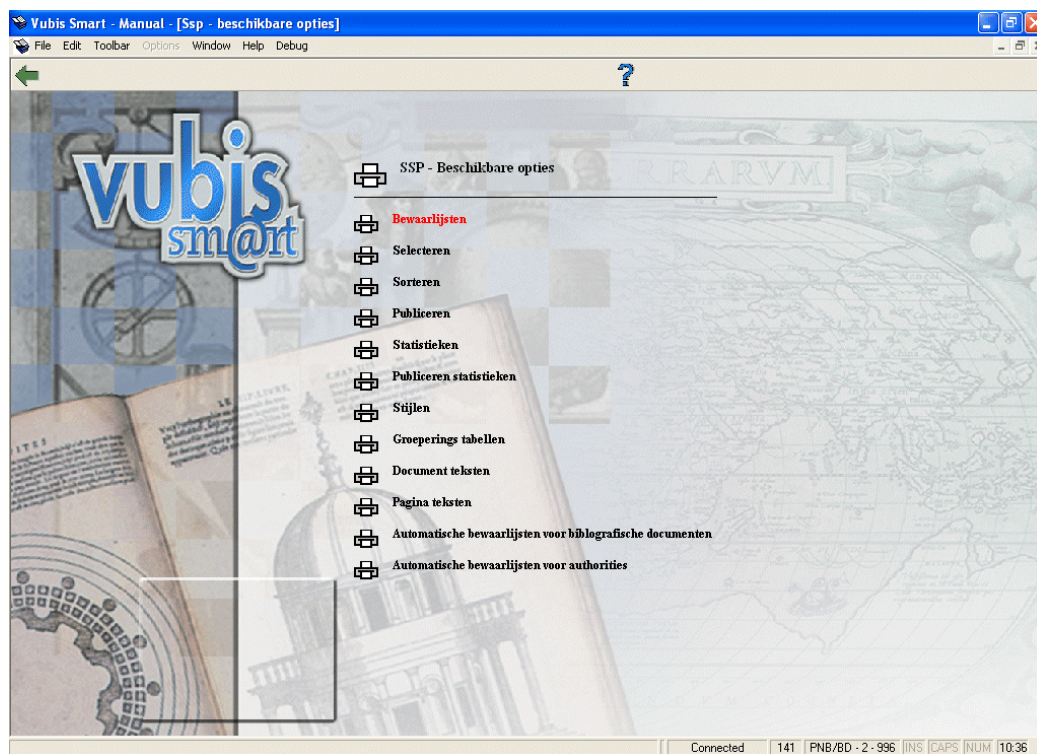 Vubis Smart - Manual - [Ssp - beschikbare opties]
File Edit Toolbar Options Window Help Debug
?
vubis
sm@rt
RARVM
SSP - Beschikbare opties
Bewaarlijsten
Selecteren
Sorteren
Publiceren
Statistieken
Publiceren statistieken
Stijlen
Groeperings tabellen
Document teksten
Pagina teksten
Automatische bewaarlijsten voor biblografische documenten
Automatische bewaarlijsten voor authorities
Connected 141 PNB/BD - 2 - 996 INS CAPS NUM 10:36